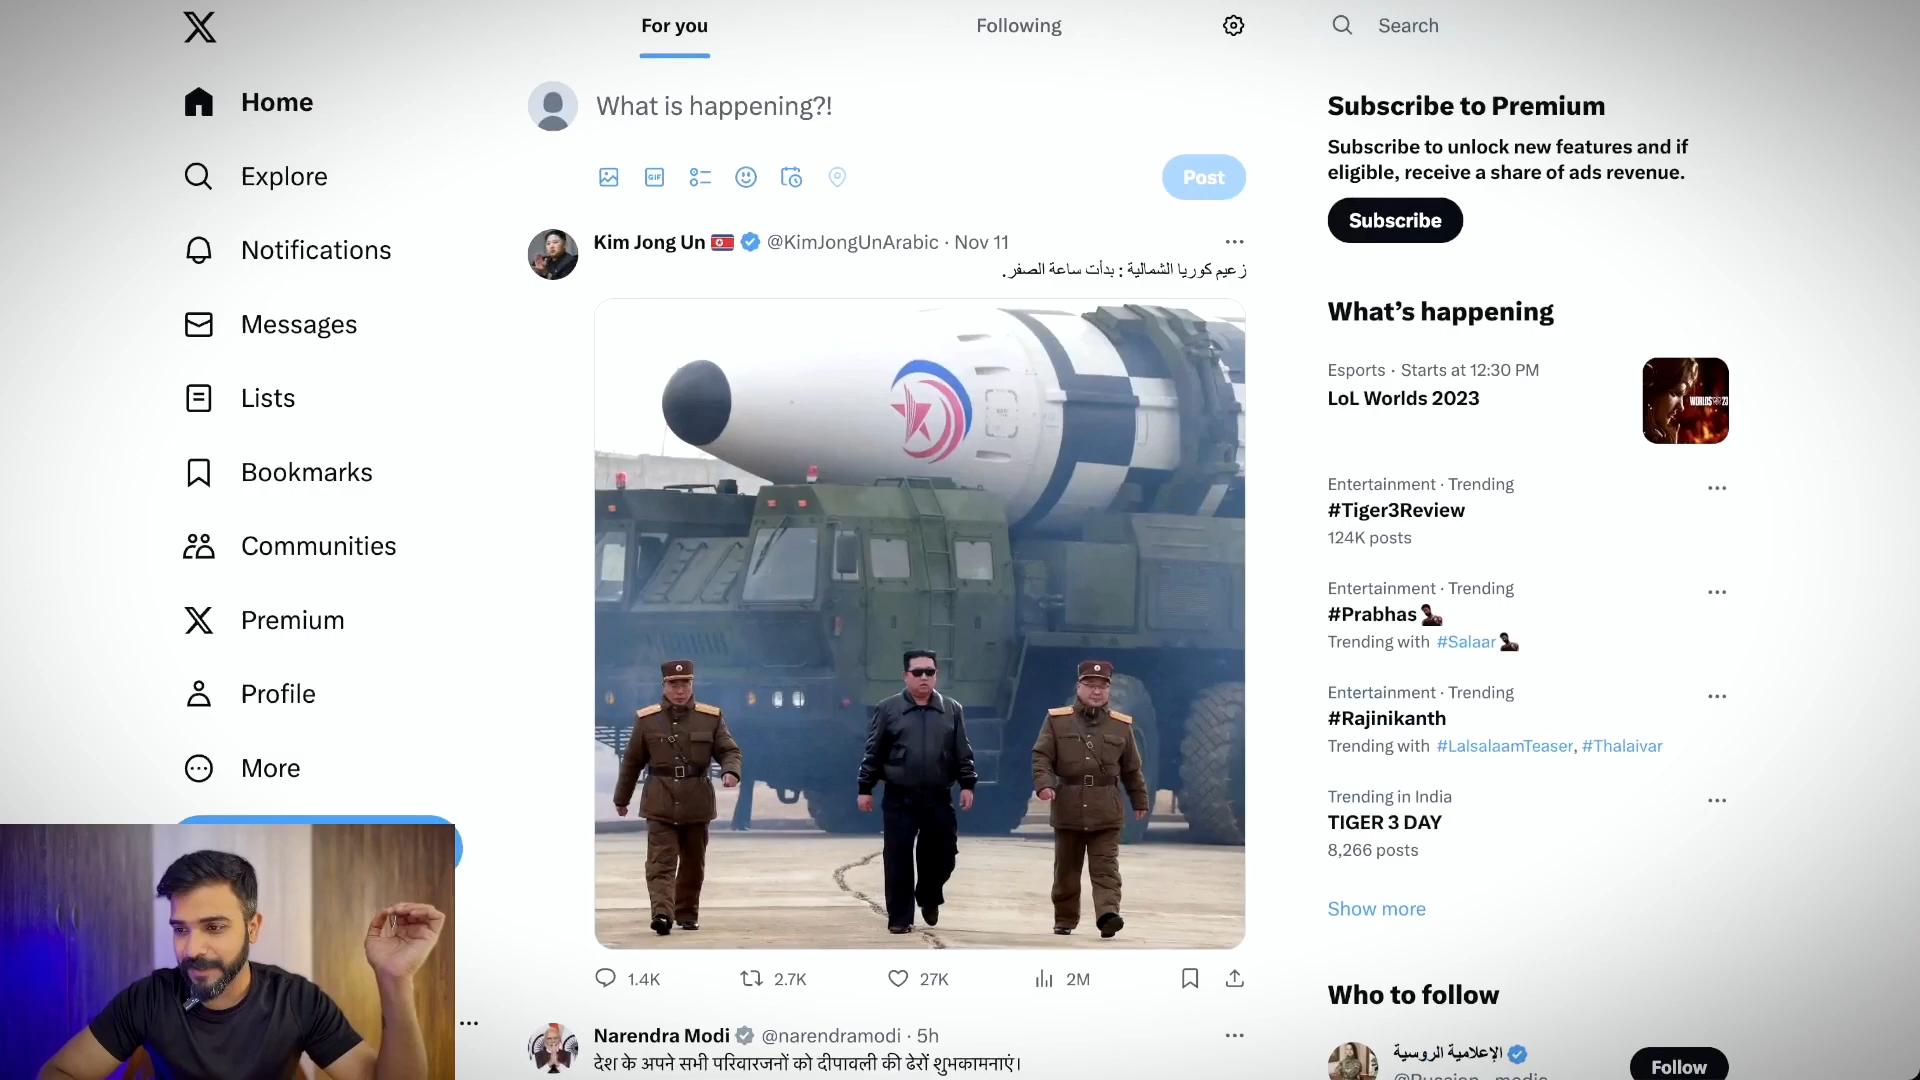 For you
Following
Search
Home
Explore
Notifications
Messages
Lists
Bookmarks
Communities
Premium
Profile
More
What is happening?!
GIF
Post
Kim Jong Un @KimJongUnArabic · Nov 11
زعيم كوريا الشمالية : بدأت ساعة الصفر.
1.4K 2.7K 27K 2M
Narendra Modi @narendramodi · 5h
देश के अपने सभी परिवारजनों को दीपावली की ढेरों शुभकामनाएं।
Subscribe to Premium
Subscribe to unlock new features and if
eligible, receive a share of ads revenue.
Subscribe
What’s happening
Esports · Starts at 12:30 PM
LoL Worlds 2023
Entertainment · Trending
#Tiger3Review
124K posts
Entertainment · Trending
#Prabhas
Trending with #Salaar
Entertainment · Trending
#Rajinikanth
Trending with #LalsalaamTeaser, #Thalaivar
Trending in India
TIGER 3 DAY
8,266 posts
Show more
Who to follow
الإعلامية الروسية
Follow